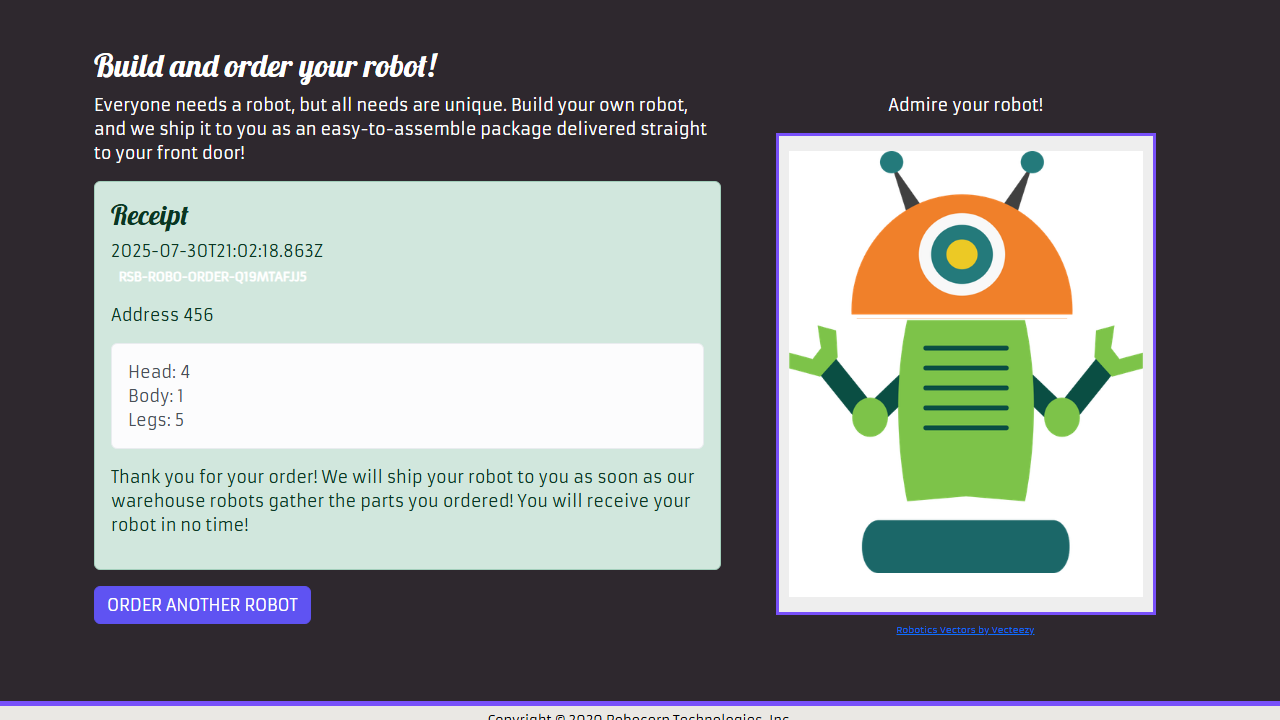 Build and order your robot!
Everyone needs a robot, but all needs are unique. Build your own robot,
and we ship it to you as an easy-to-assemble package delivered straight
to your front door!
Receipt
2025-07-30T21:02:18.863Z
RSB-ROBO-ORDER-Q19MTAFJJ5
Address 456
Head: 4
Body: 1
Legs: 5
Thank you for your order! We will ship your robot to you as soon as our
warehouse robots gather the parts you ordered! You will receive your
robot in no time!
ORDER ANOTHER ROBOT
Admire your robot!
Robotics Vectors by Vecteezy
Copyright © 2020 Robocorp Technologies, Inc.